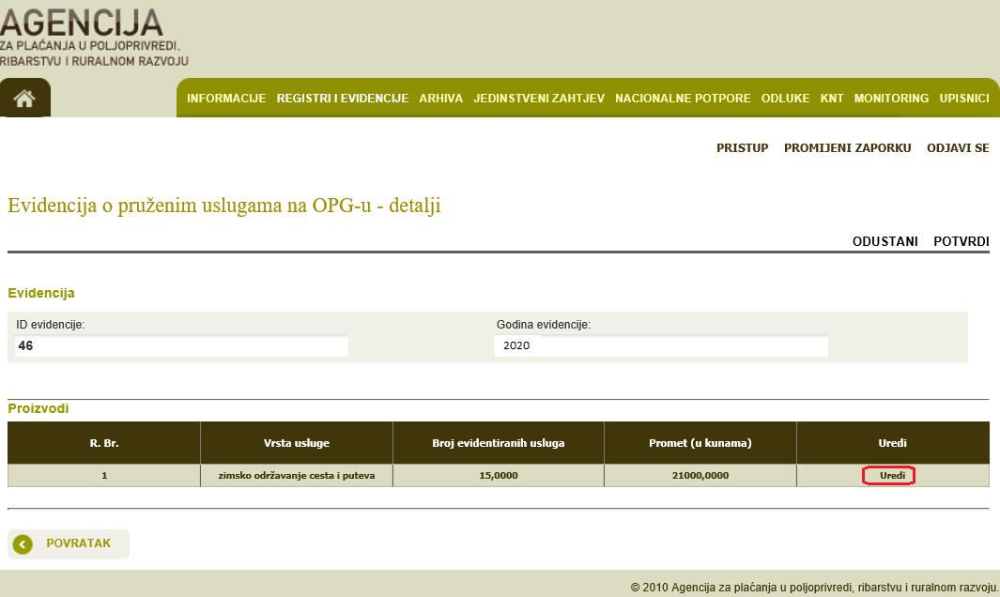 AGENCIJA
ZA PLAĆANJA U POLJOPRIVREDI,
RIBARSTVU I RURALNOM RAZVOJU
INFORMACIJE REGISTRI I EVIDENCIJE ARHIVA JEDINSTVENI ZAHTJEV NACIONALNE POTPORE ODLUKE KNT MONITORING UPISNICI
PRISTUP PROMIJENI ZAPORKU ODJAVI SE
Evidencija o pruženim uslugama na OPG-u - detalji
ODUSTANI POTVRDI
Evidencija
ID evidencije: Godina evidencije:
46 2020
Proizvodi
R. Br. Vrsta usluge Broj evidentiranih usluga Promet (u kunama) Uredi
1 zimsko održavanje cesta i puteva 15,0000 21000,0000 Uredi
POVRATAK
© 2010 Agencija za plaćanja u poljoprivredi, ribarstvu i ruralnom razvoju.